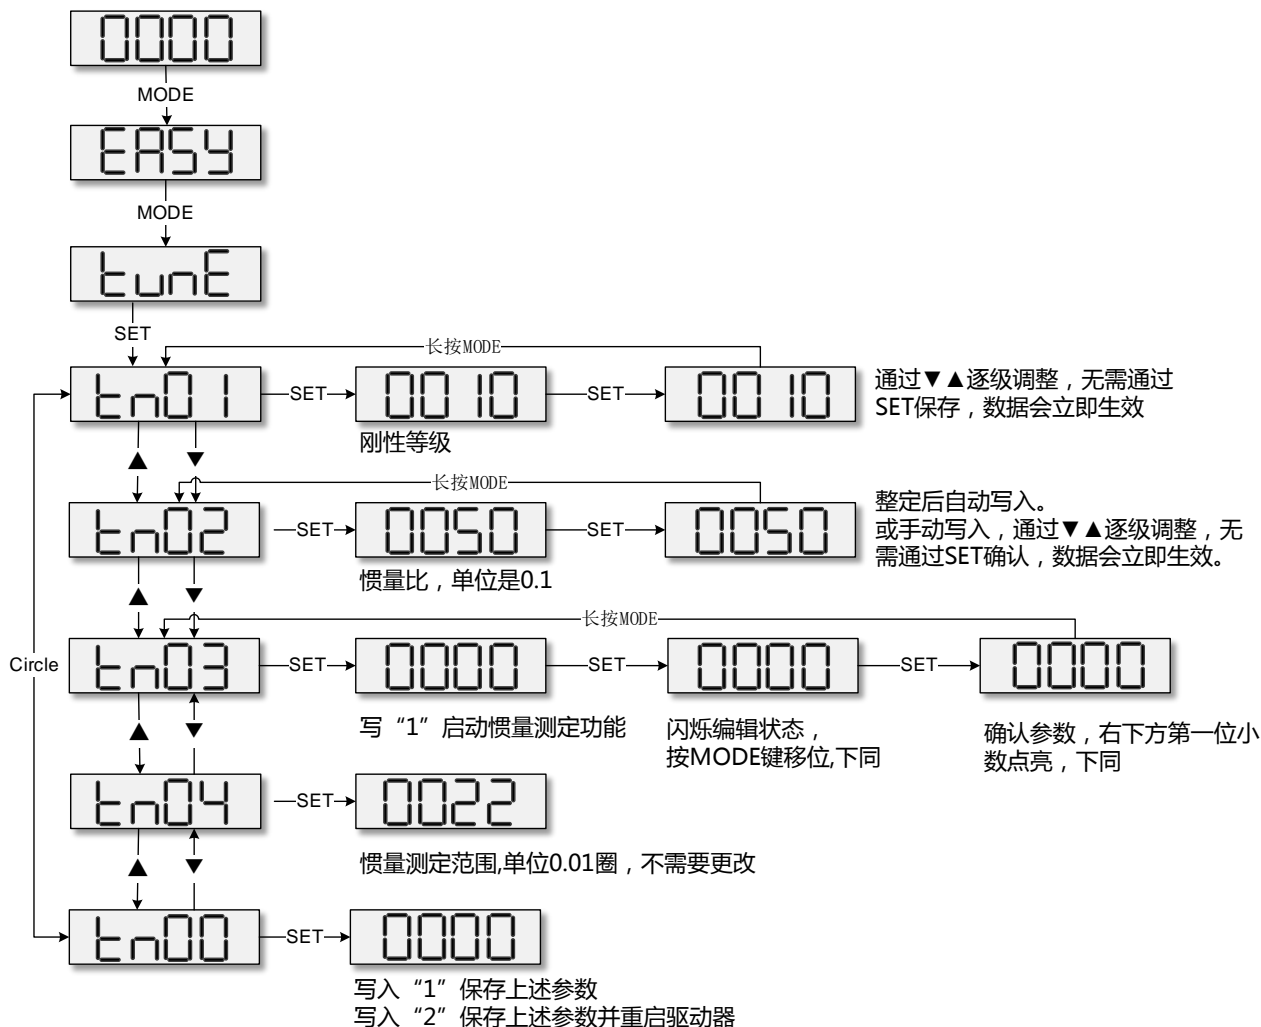 0000
MODE
EASY
MODE
tunE
SET
长按MODE
tn01
SET
0010
SET
0010
通过▼▲逐级调整，无需通过
SET保存，数据会立即生效
刚性等级
▲
▼
长按MODE
tn02
SET
0050
SET
0050
整定后自动写入。
或手动写入，通过▼▲逐级调整，无
需通过SET确认，数据会立即生效。
惯量比，单位是0.1
▲
▼
长按MODE
Circle
tn03
SET
0000
SET
0000
SET
0000
写“1”启动惯量测定功能
闪烁编辑状态，
按MODE键移位,下同
确认参数，右下方第一位小
数点亮，下同
▲
▼
tn04
SET
0022
惯量测定范围,单位0.01圈，不需要更改
▲
▼
tn00
SET
0000
写入“1”保存上述参数
写入“2”保存上述参数并重启驱动器